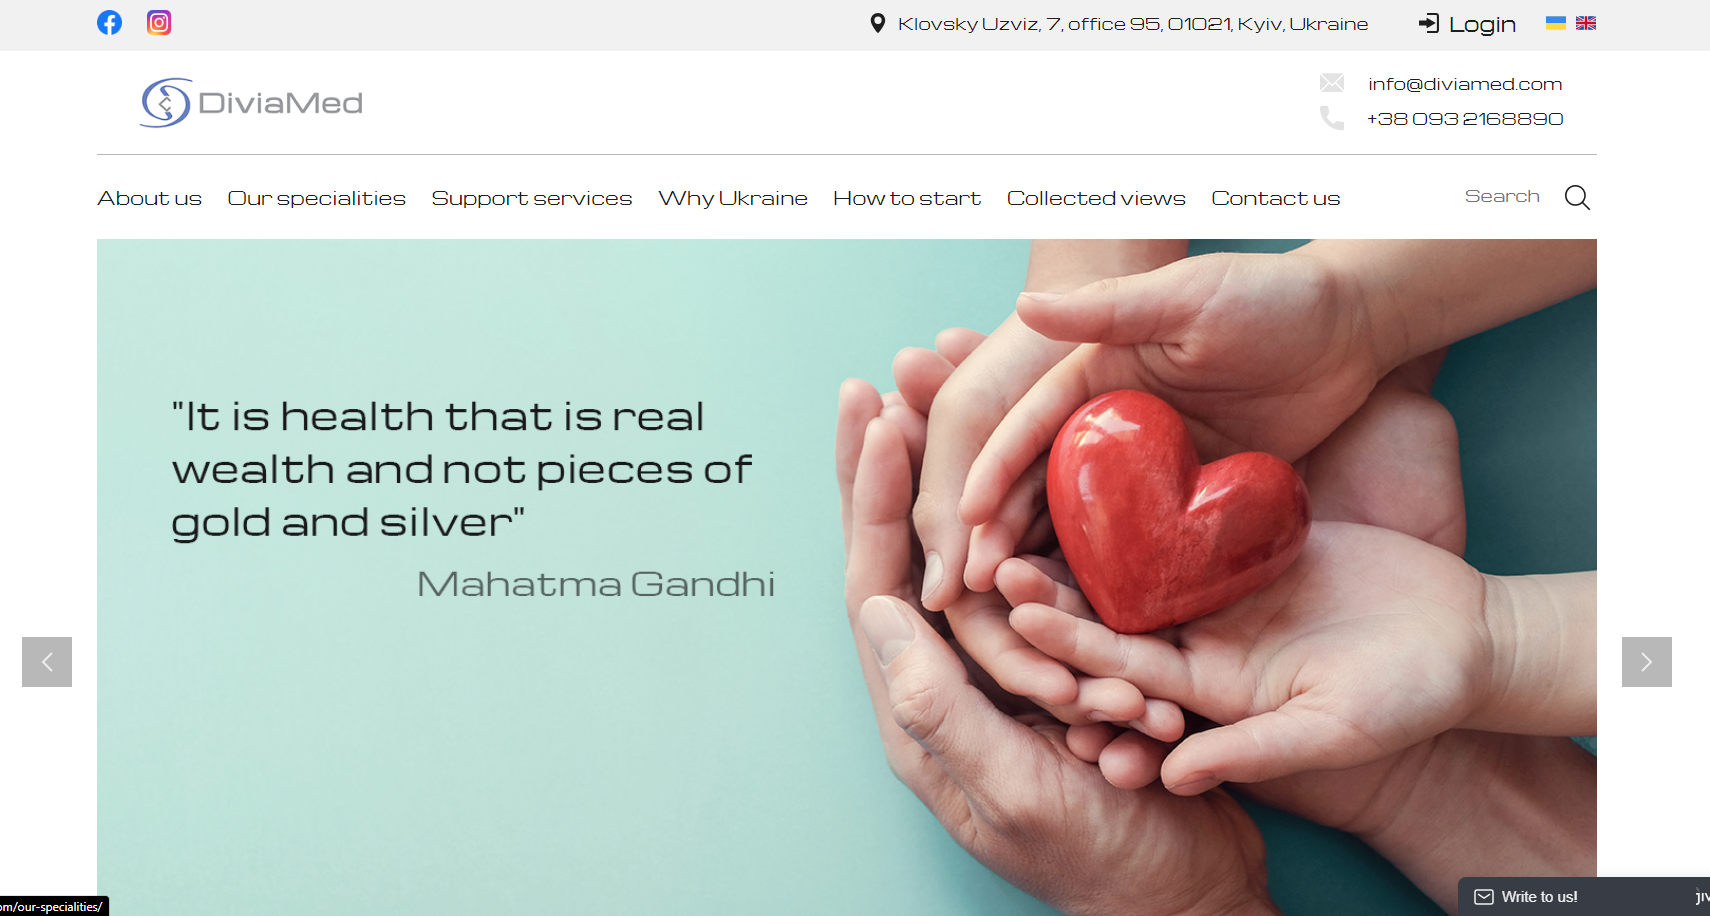 Klovsky Uzviz, 7, office 95, 01021, Kyiv, Ukraine
Login
DiviaMed
info@diviamed.com
+38 093 2168890
About us Our specialities Support services Why Ukraine How to start Collected views Contact us Search
"It is health that is real
wealth and not pieces of
gold and silver"
Mahatma Gandhi
Write to us!
om/our-specialities/